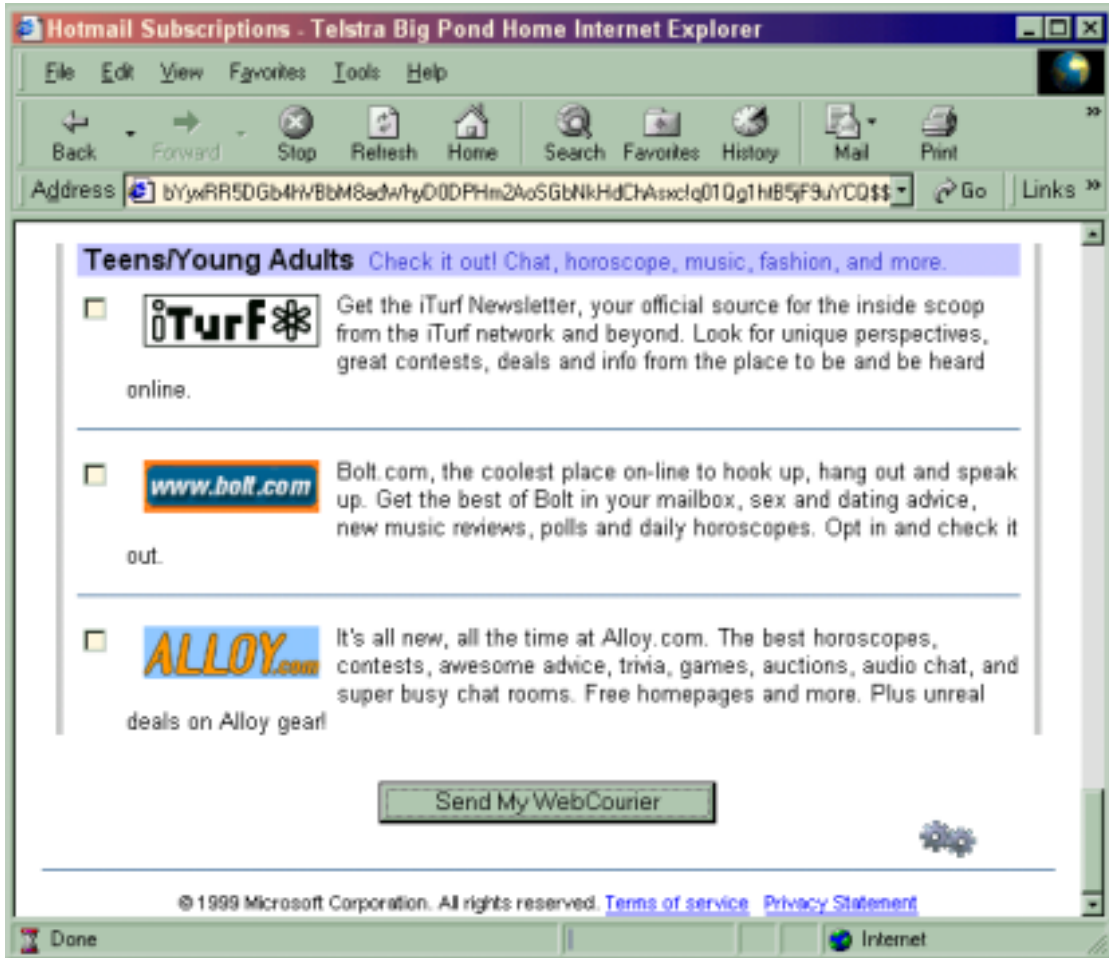 Hotmail Subscriptions - Telstra Big Pond Home Internet Explorer
File Edit View Favorites Tools Help
Back Forward Stop Refresh Home Search Favorites History Mail Print »
Address Go Links »
Teens/Young Adults Check it out! Chat, horoscope, music, fashion, and more.
iTurf Get the iTurf Newsletter, your official source for the inside scoop
from the iTurf network and beyond. Look for unique perspectives,
great contests, deals and info from the place to be and be heard
online.
www.bolt.com Bolt.com, the coolest place on-line to hook up, hang out and speak
up. Get the best of Bolt in your mailbox, sex and dating advice,
new music reviews, polls and daily horoscopes. Opt in and check it
out.
ALLOY.com It's all new, all the time at Alloy.com. The best horoscopes,
contests, awesome advice, trivia, games, auctions, audio chat, and
super busy chat rooms. Free homepages and more. Plus unreal
deals on Alloy gear!
Send My WebCourier
© 1999 Microsoft Corporation. All rights reserved. Terms of service Privacy Statement
Done Internet